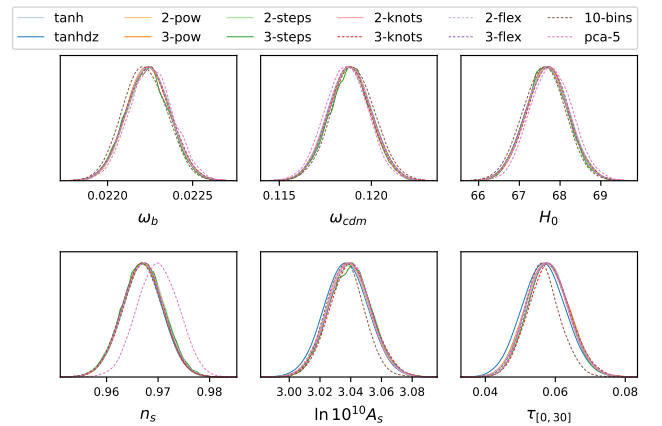 tanh 2-pow 2-steps 2-knots 2-flex 10-bins
tanhdz 3-pow 3-steps 3-knots 3-flex pca-5
0.0220 0.0225 0.115 0.120 66 67 68 69
ω_b ω_cdm H_0
0.96 0.97 0.98 3.00 3.02 3.04 3.06 3.08 0.04 0.06 0.08
n_s ln 10^{10}A_s τ_{[0, 30]}